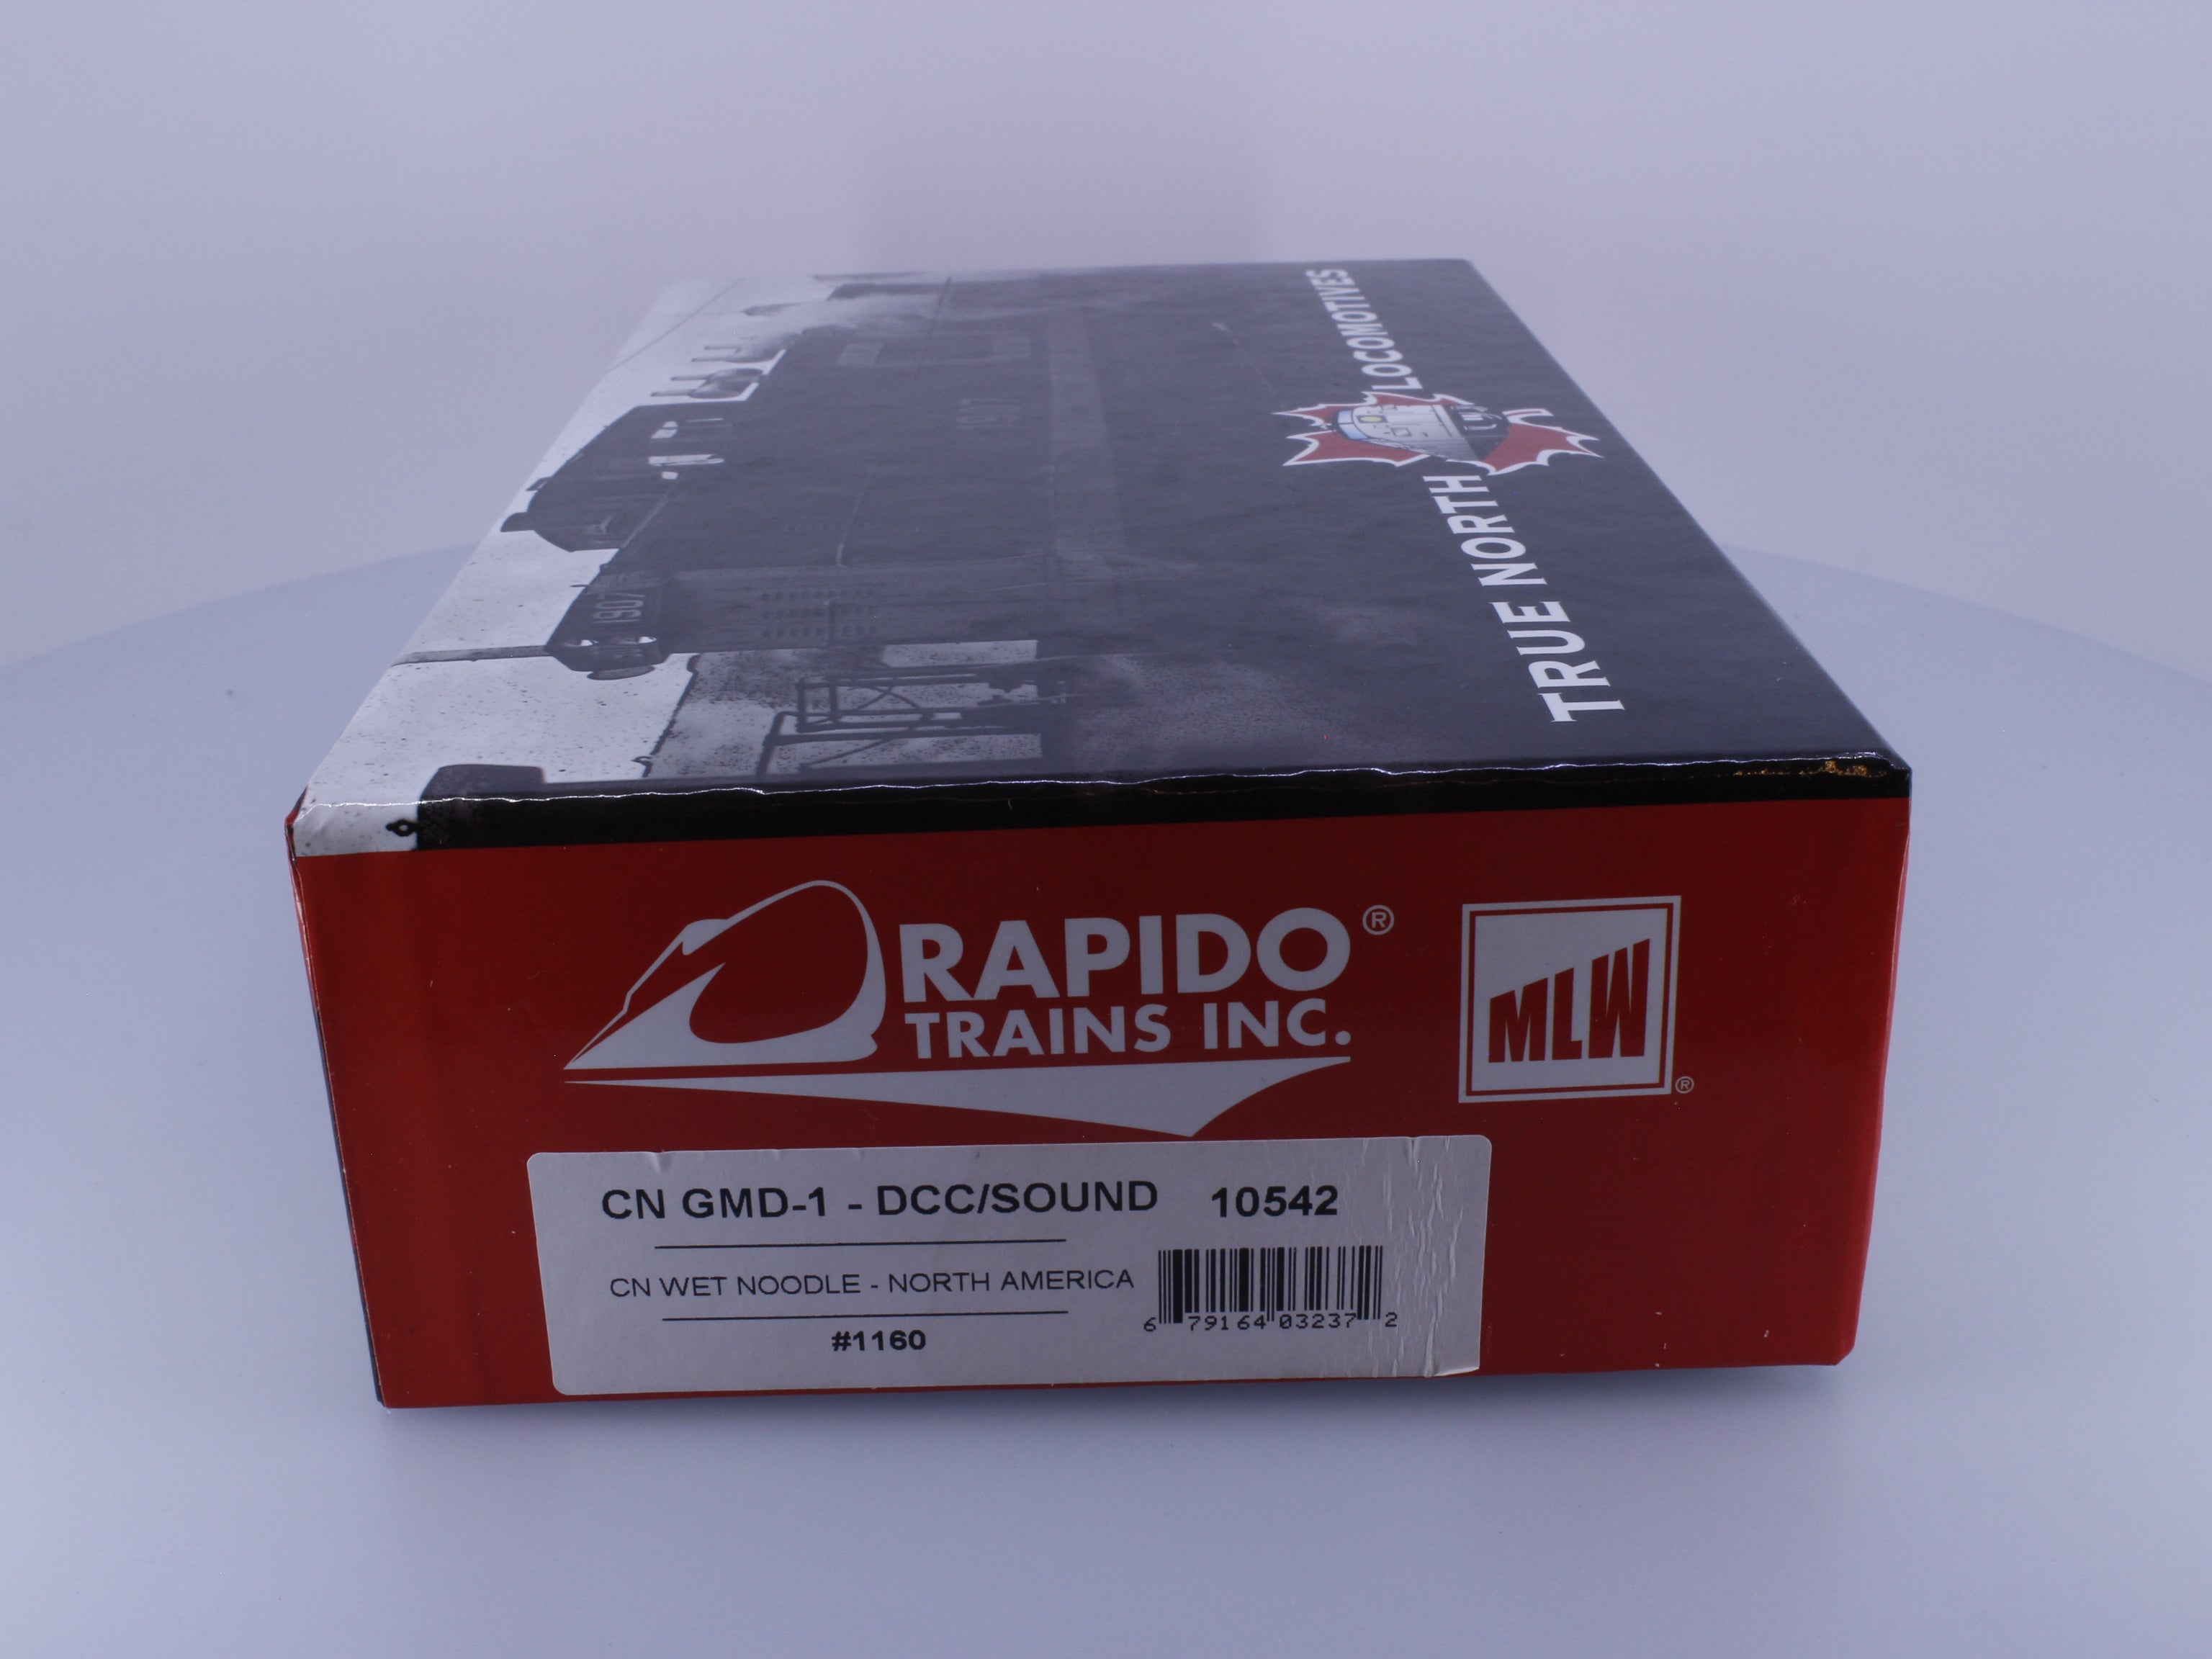 TRUE NORTH LOCOMOTIVES
1907
RAPIDO®
TRAINS INC.
MLW®
CN GMD-1 - DCC/SOUND 10542
CN WET NOODLE - NORTH AMERICA
#1160
6 79164 03237 2